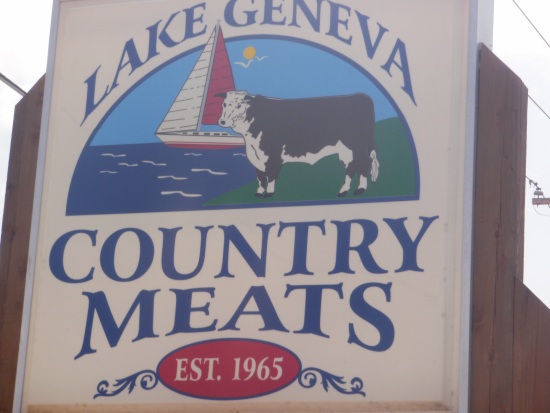 LAKE GENEVA
COUNTRY
MEATS
EST. 1965